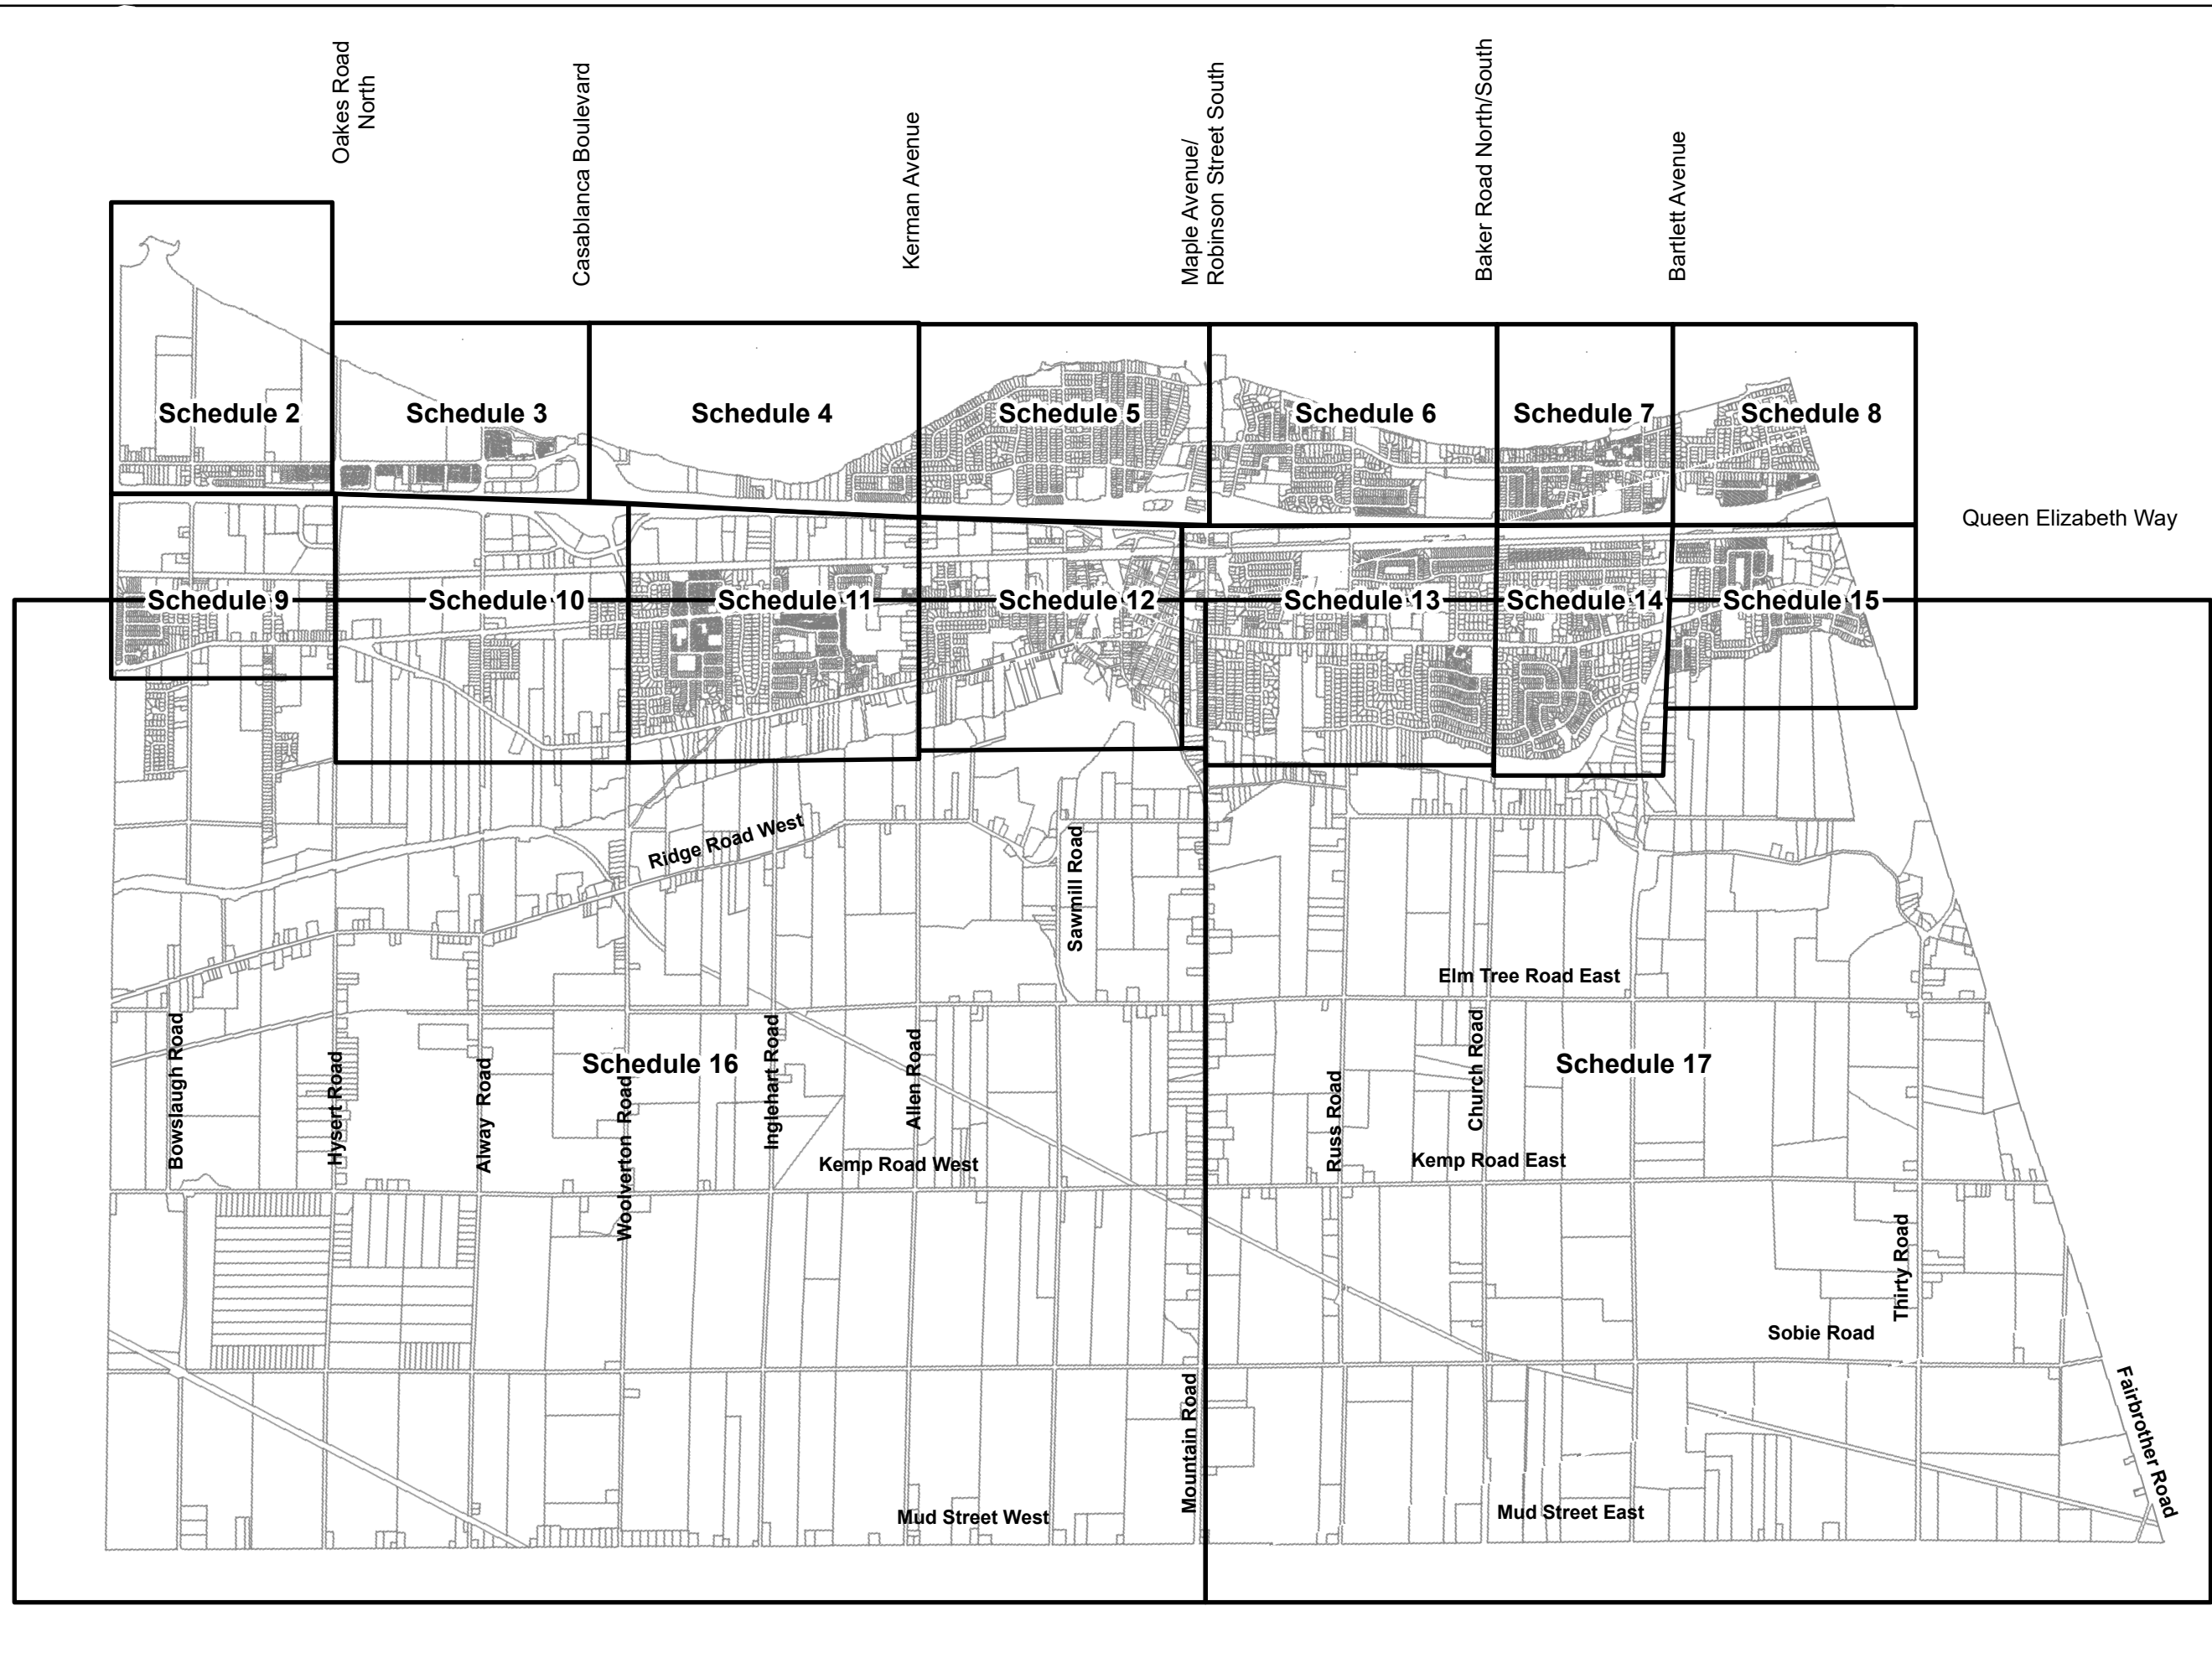 Oakes Road
North
Casablanca Boulevard
Kerman Avenue
Maple Avenue/
Robinson Street South
Baker Road North/South
Bartlett Avenue
Schedule 2
Schedule 3
Schedule 4
Schedule 5
Schedule 6
Schedule 7
Schedule 8
Queen Elizabeth Way
Schedule 9
Schedule 10
Schedule 11
Schedule 12
Schedule 13
Schedule 14
Schedule 15
Ridge Road West
Sawmill Road
Elm Tree Road East
Bowslaugh Road
Hysert Road
Alway Road
Schedule 16
Woolverton Road
Inglehart Road
Allen Road
Kemp Road West
Russ Road
Church Road
Schedule 17
Kemp Road East
Thirty Road
Sobie Road
Mountain Road
Fairbrother Road
Mud Street West
Mud Street East